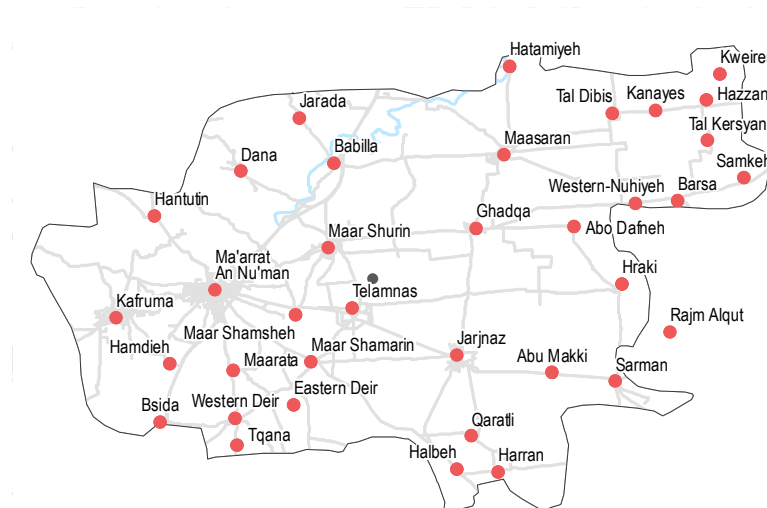 Hatamiyeh
Kweire
Tal Dibis
Kanayes
Hazzan
Jarada
Tal Kersyan
Babilla
Maasaran
Dana
Samkeh
Western-Nuhiyeh
Barsa
Hantutin
Ghadqa
Maar Shurin
Abo Dafneh
Ma'arrat
An Nu'man
Hraki
Telamnas
Kafruma
Rajm Alqut
Maar Shamsheh
Maar Shamarin
Jarjnaz
Hamdieh
Maarata
Abu Makki
Sarman
Eastern Deir
Western Deir
Bsida
Qaratli
Tqana
Halbeh
Harran